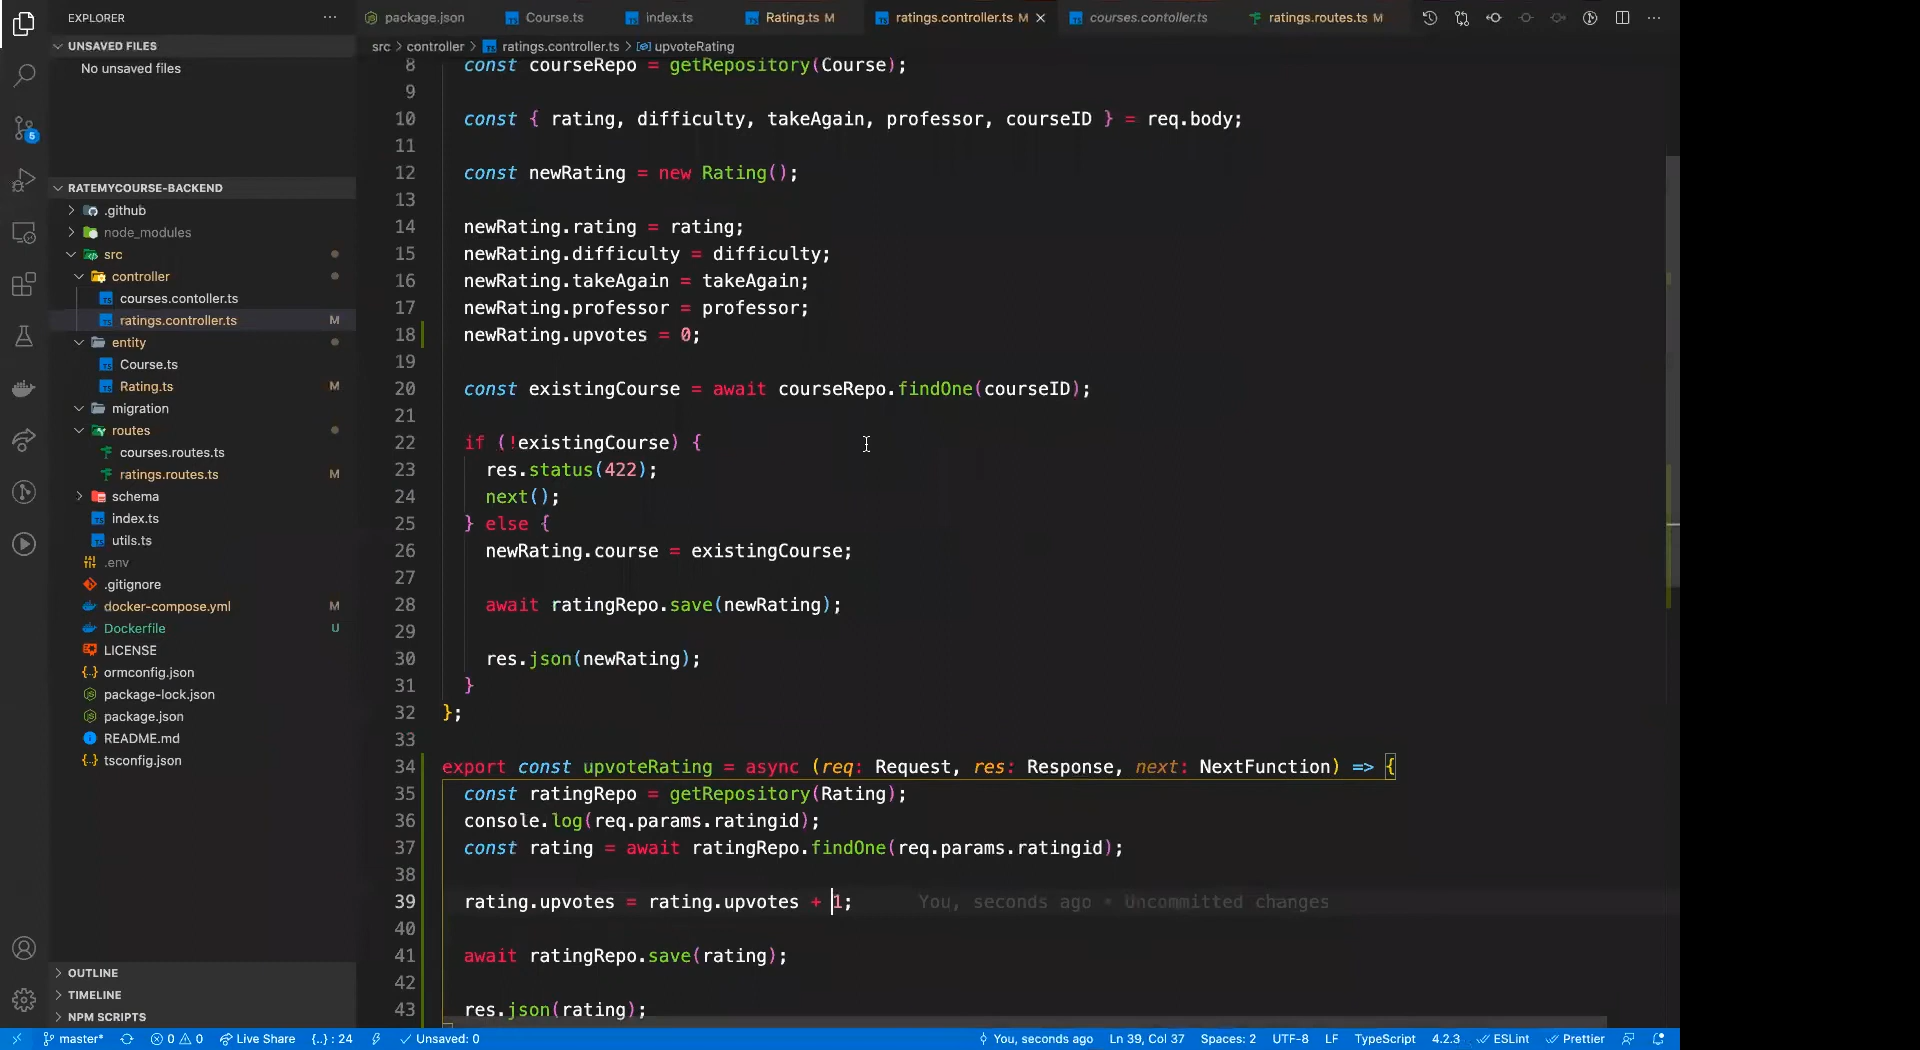 EXPLORER
UNSAVED FILES
No unsaved files
RATEMYCOURSE-BACKEND
.github
node_modules
src
controller
courses.contoller.ts
ratings.controller.ts M
entity
Course.ts
Rating.ts M
migration
routes
courses.routes.ts
ratings.routes.ts M
schema
index.ts
utils.ts
.env
.gitignore
docker-compose.yml M
Dockerfile U
LICENSE
ormconfig.json
package-lock.json
package.json
README.md
tsconfig.json
OUTLINE
TIMELINE
NPM SCRIPTS
5
package.json Course.ts index.ts Rating.ts M ratings.controller.ts M courses.contoller.ts ratings.routes.ts M
src > controller > ratings.controller.ts > upvoteRating
8 const courseRepo = getRepository(Course);
9
10 const { rating, difficulty, takeAgain, professor, courseID } = req.body;
11
12 const newRating = new Rating();
13
14 newRating.rating = rating;
15 newRating.difficulty = difficulty;
16 newRating.takeAgain = takeAgain;
17 newRating.professor = professor;
18 newRating.upvotes = 0;
19
20 const existingCourse = await courseRepo.findOne(courseID);
21
22 if (!existingCourse) {
23 res.status(422);
24 next();
25 } else {
26 newRating.course = existingCourse;
27
28 await ratingRepo.save(newRating);
29
30 res.json(newRating);
31 }
32 };
33
34 export const upvoteRating = async (req: Request, res: Response, next: NextFunction) => {
35 const ratingRepo = getRepository(Rating);
36 console.log(req.params.ratingid);
37 const rating = await ratingRepo.findOne(req.params.ratingid);
38
39 rating.upvotes = rating.upvotes + 1; You, seconds ago • Uncommitted changes
40
41 await ratingRepo.save(rating);
42
43 res.json(rating);
master* 0 0 Live Share {..} : 24 Unsaved: 0 You, seconds ago Ln 39, Col 37 Spaces: 2 UTF-8 LF TypeScript 4.2.3 ESLint Prettier